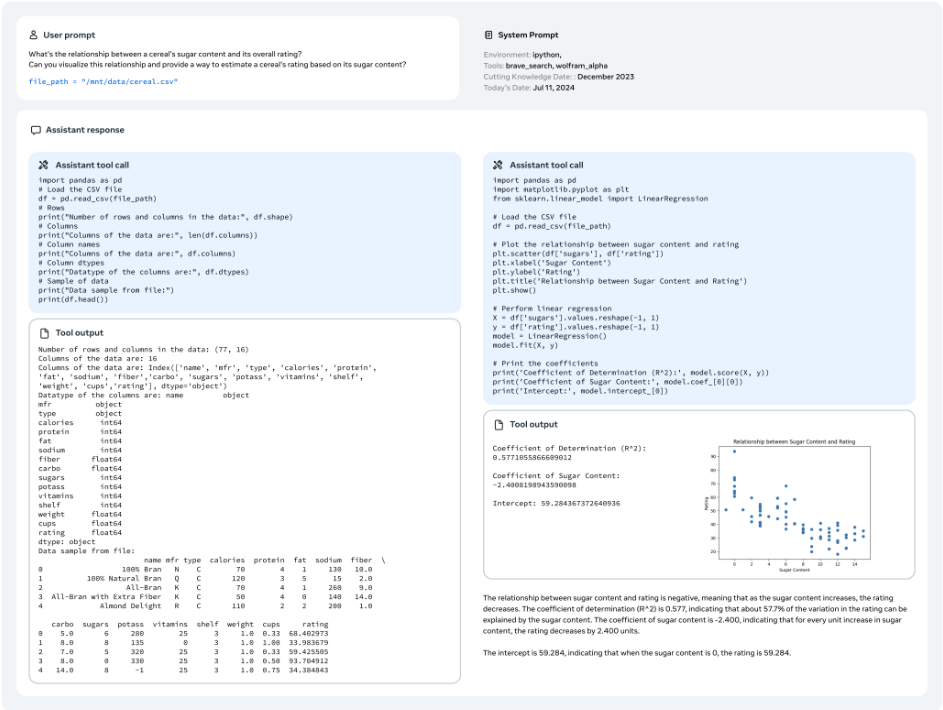 User prompt
What's the relationship between a cereal's sugar content and its overall rating?
Can you visualize this relationship and provide a way to estimate a cereal's rating based on its sugar content?
file_path = "/mnt/data/cereal.csv"
System Prompt
Environment: ipython,
Tools: brave_search, wolfram_alpha
Cutting Knowledge Date: : December 2023
Today's Date: Jul 11, 2024
Assistant response
Assistant tool call
import pandas as pd
# Load the CSV file
df = pd.read_csv(file_path)
# Rows
print("Number of rows and columns in the data:", df.shape)
# Columns
print("Columns of the data are:", len(df.columns))
# Column names
print("Columns of the data are:", df.columns)
# Column dtypes
print("Datatype of the columns are:", df.dtypes)
# Sample of data
print("Data sample from file:")
print(df.head())
Tool output
Number of rows and columns in the data: (77, 16)
Columns of the data are: 16
Columns of the data are: Index(['name', 'mfr', 'type', 'calories', 'protein',
'fat', 'sodium', 'fiber','carbo', 'sugars', 'potass', 'vitamins', 'shelf',
'weight', 'cups','rating'], dtype='object')
Datatype of the columns are: name object
mfr object
type object
calories int64
protein int64
fat int64
sodium int64
fiber float64
carbo float64
sugars int64
potass int64
vitamins int64
shelf int64
weight float64
cups float64
rating float64
dtype: object
Data sample from file:
name mfr type calories protein fat sodium fiber \
0 100% Bran N C 70 4 1 130 10.0
1 100% Natural Bran Q C 120 3 5 15 2.0
2 All-Bran K C 70 4 1 260 9.0
3 All-Bran with Extra Fiber K C 50 4 0 140 14.0
4 Almond Delight R C 110 2 2 200 1.0
carbo sugars potass vitamins shelf weight cups rating
0 5.0 6 280 25 3 1.0 0.33 68.402973
1 8.0 8 135 0 3 1.0 1.00 33.983679
2 7.0 5 320 25 3 1.0 0.33 59.425505
3 8.0 0 330 25 3 1.0 0.50 93.704912
4 14.0 8 -1 25 3 1.0 0.75 34.384843
Assistant tool call
import pandas as pd
import matplotlib.pyplot as plt
from sklearn.linear_model import LinearRegression
# Load the CSV file
df = pd.read_csv(file_path)
# Plot the relationship between sugar content and rating
plt.scatter(df['sugars'], df['rating'])
plt.xlabel('Sugar Content')
plt.ylabel('Rating')
plt.title('Relationship between Sugar Content and Rating')
plt.show()
# Perform linear regression
X = df['sugars'].values.reshape(-1, 1)
y = df['rating'].values.reshape(-1, 1)
model = LinearRegression()
model.fit(X, y)
# Print the coefficients
print('Coefficient of Determination (R^2):', model.score(X, y))
print('Coefficient of Sugar Content:', model.coef_[0][0])
print('Intercept:', model.intercept_[0])
Tool output
Coefficient of Determination (R^2):
0.5771055866609012
Coefficient of Sugar Content:
-2.4008198943590098
Intercept: 59.284367372640936
Relationship between Sugar Content and Rating
90
80
70
60
50
40
30
20
Rating
0 2 4 6 8 10 12 14
Sugar Content
The relationship between sugar content and rating is negative, meaning that as the sugar content increases, the rating
decreases. The coefficient of determination (R^2) is 0.577, indicating that about 57.7% of the variation in the rating can be
explained by the sugar content. The coefficient of sugar content is -2.400, indicating that for every unit increase in sugar
content, the rating decreases by 2.400 units.
The intercept is 59.284, indicating that when the sugar content is 0, the rating is 59.284.